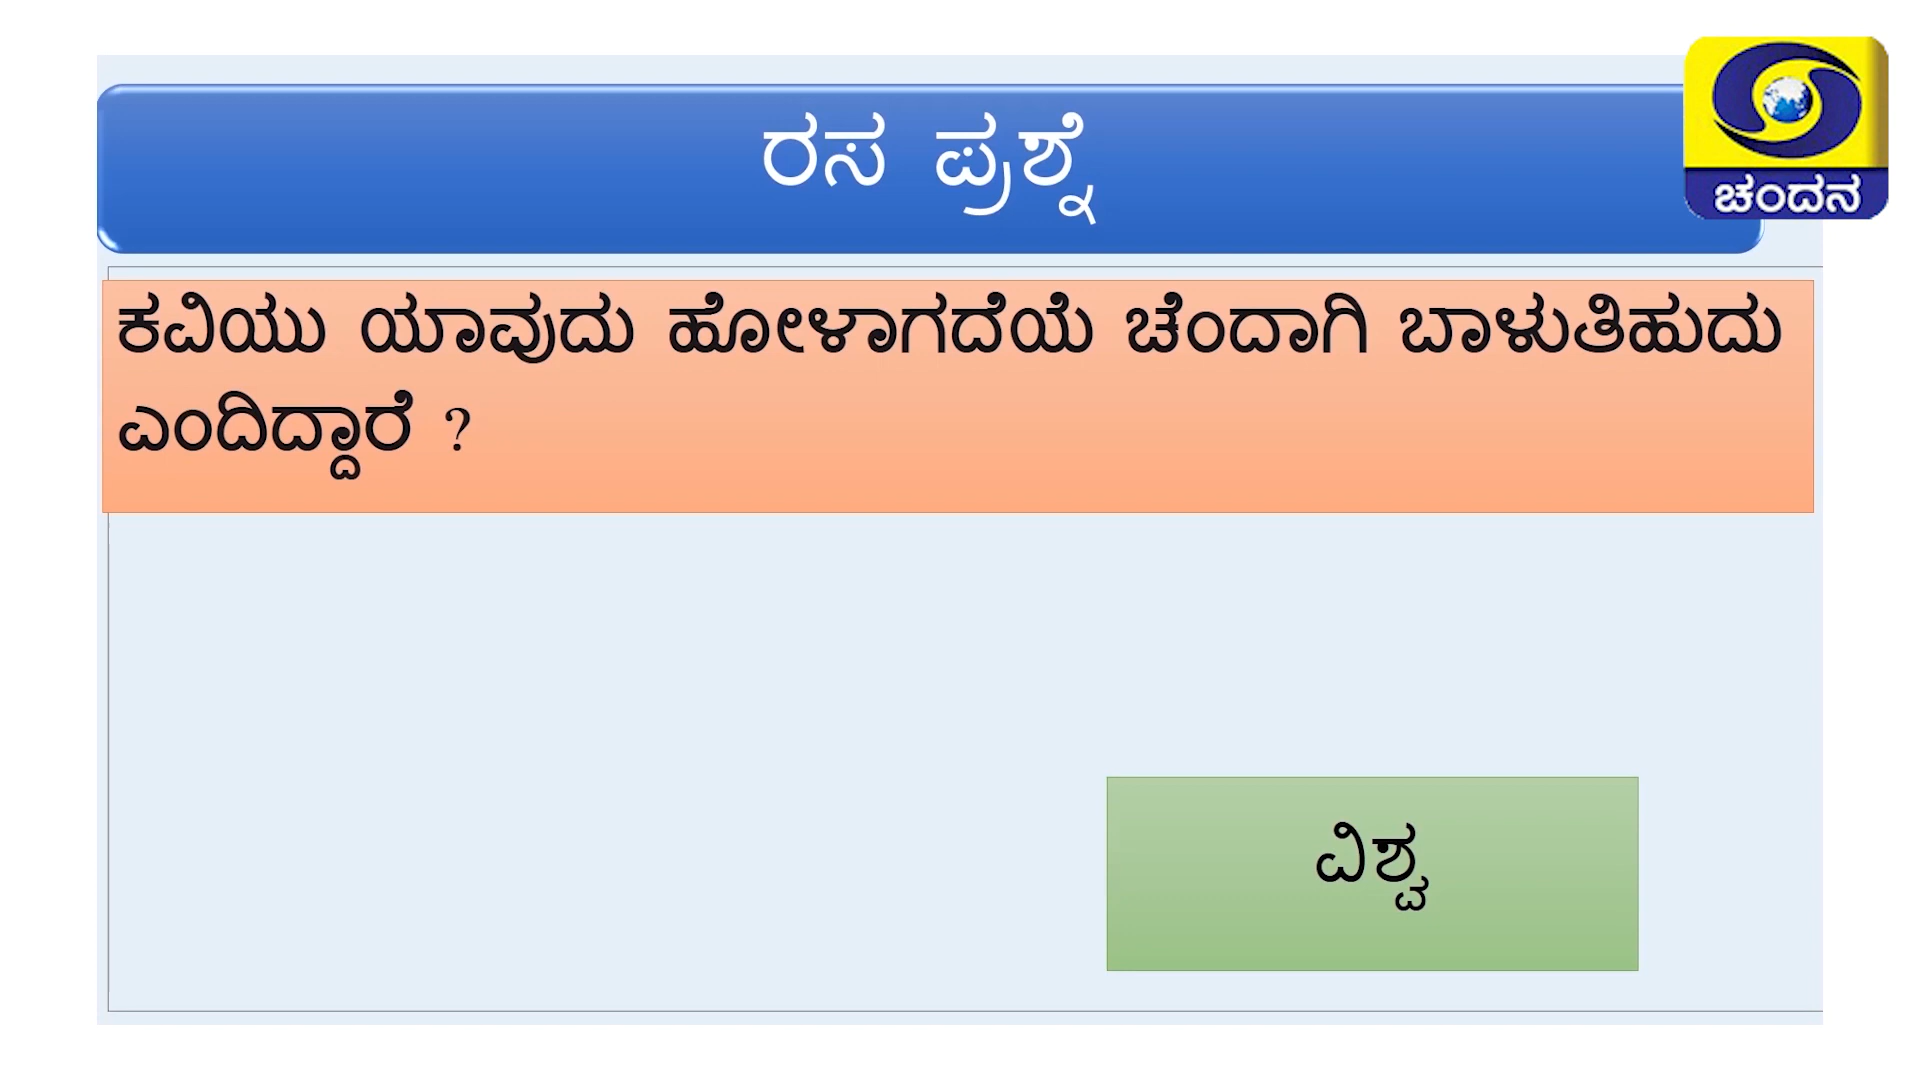 ರಸ ಪ್ರಶ್ನೆ
ಚಂದನ
ಕವಿಯು ಯಾವುದು ಹೋಳಾಗದೆಯೆ ಚೆಂದಾಗಿ ಬಾಳುತಿಹುದು
ಎಂದಿದ್ದಾರೆ ?
ವಿಶ್ವ